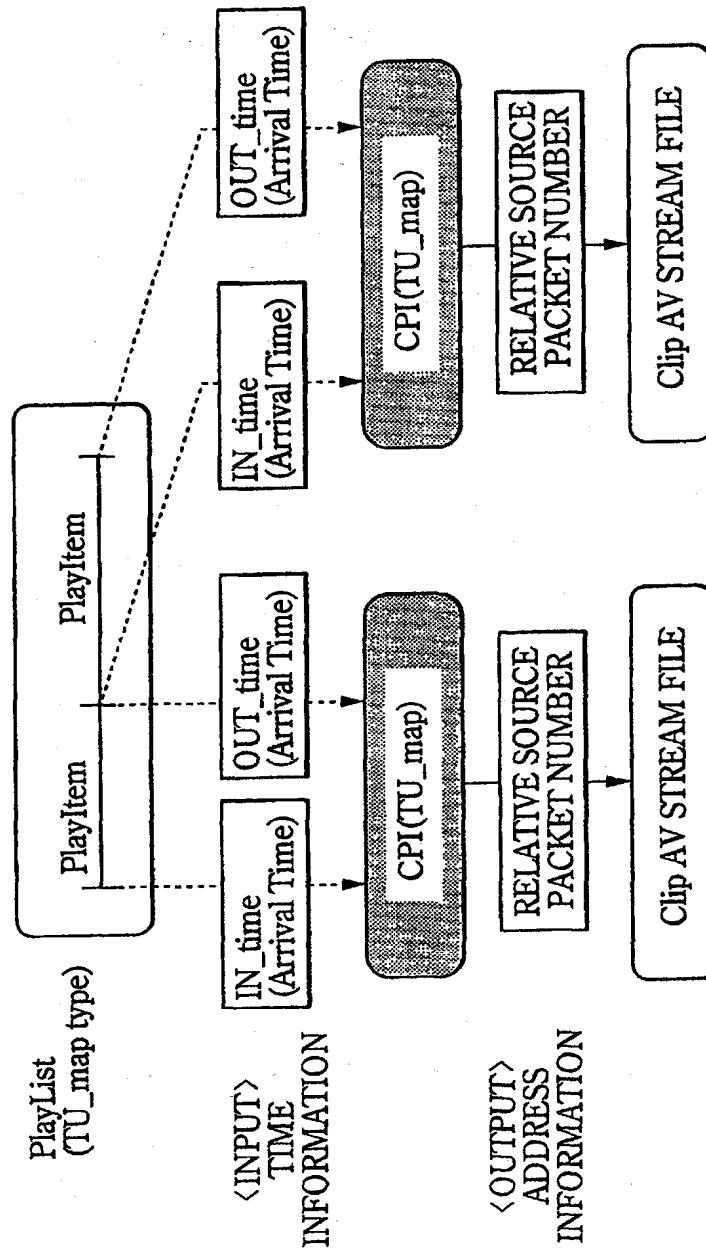 PlayList
(TU_map type)
PlayItem
PlayItem
<INPUT>
TIME
INFORMATION
IN_time
(Arrival Time)
OUT_time
(Arrival Time)
IN_time
(Arrival Time)
OUT_time
(Arrival Time)
CPI(TU_map)
CPI(TU_map)
<OUTPUT>
ADDRESS
INFORMATION
RELATIVE SOURCE
PACKET NUMBER
RELATIVE SOURCE
PACKET NUMBER
Clip AV STREAM FILE
Clip AV STREAM FILE